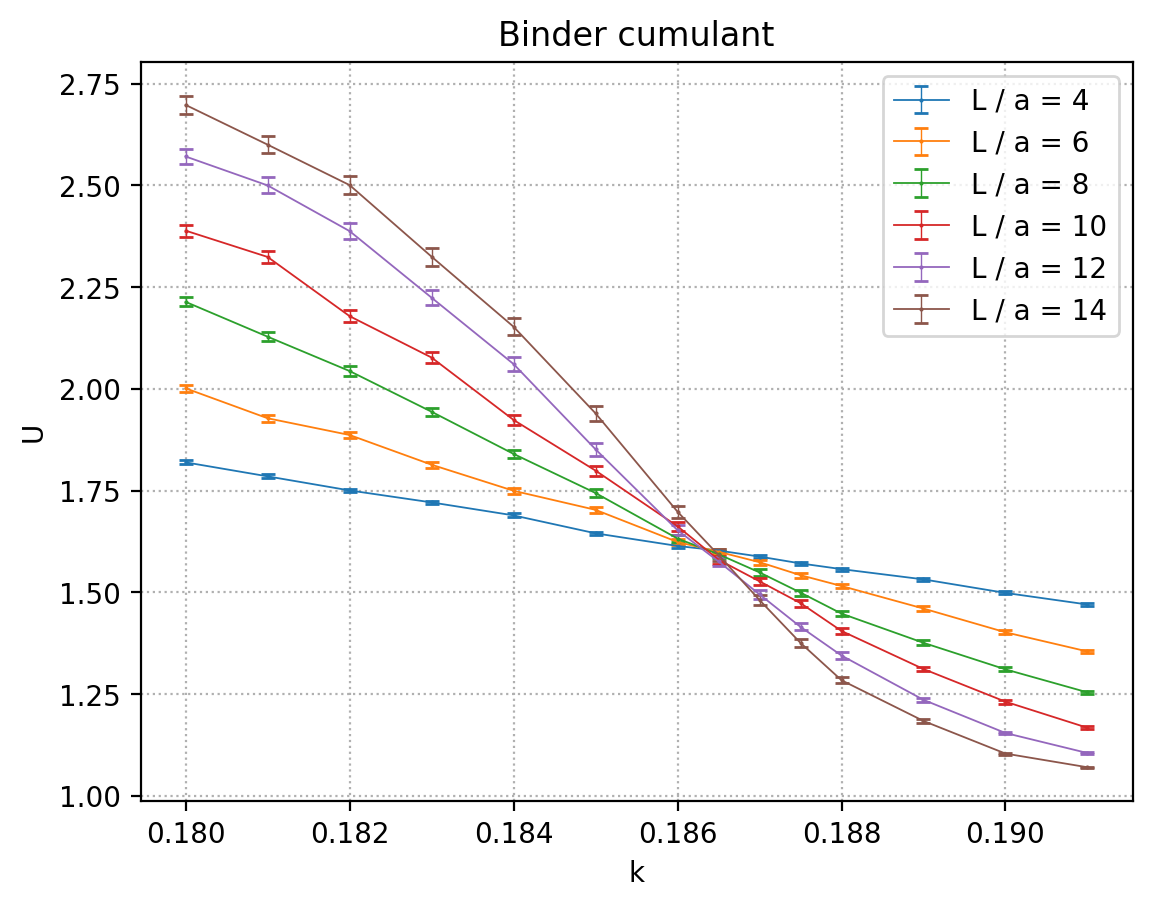 Binder cumulant
2.75
2.50
2.25
2.00
1.75
1.50
1.25
1.00
U
L / a = 4
L / a = 6
L / a = 8
L / a = 10
L / a = 12
L / a = 14
0.180 0.182 0.184 0.186 0.188 0.190
k